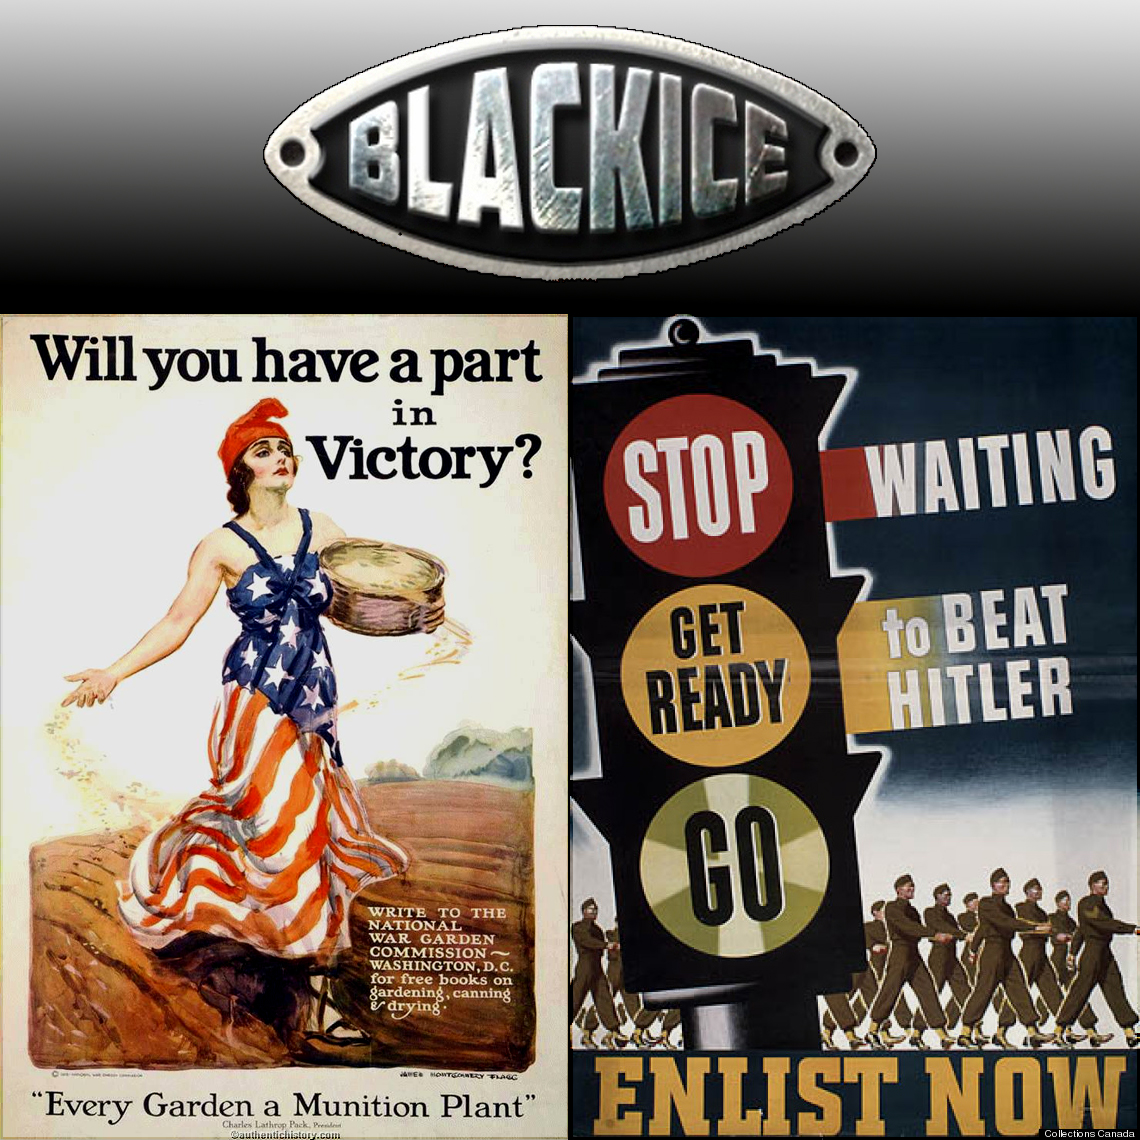 BLACKICE
Will you have a part
in
Victory?
WRITE TO THE
NATIONAL
WAR GARDEN
COMMISSION~
WASHINGTON, D.C.
for free books on
gardening, canning
& drying.
JAMES MONTGOMERY FLAGG
"Every Garden a Munition Plant"
Charles Lathrop Pack, President
©authentichistory.com
STOP WAITING
GET
READY
to BEAT
HITLER
GO
ENLIST NOW
Collections Canada